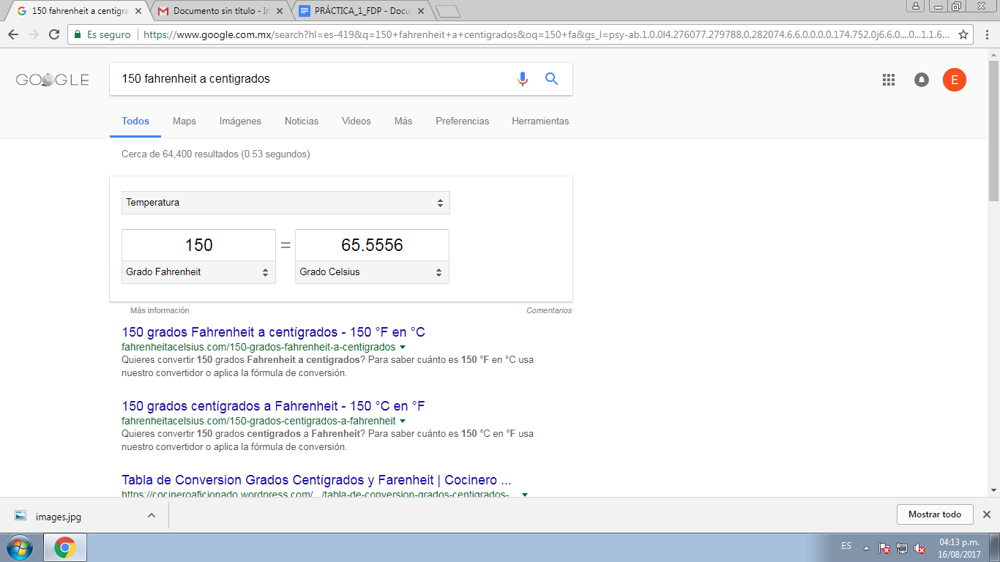 150 fahrenheit a centigra
Documento sin título - In
PRÁCTICA_1_FDP - Docu
Es seguro
https://www.google.com.mx/search?hl=es-419&q=150+fahrenheit+a+centigrados&oq=150+fa&gs_l=psy-ab.1.0.0l4.276077.279788.0.282074.6.6.0.0.0.0.174.752.0j6.6.0....0...1.1.6...
GOOGLE
150 fahrenheit a centigrados
E
Todos Maps Imágenes Noticias Videos Más Preferencias Herramientas
Cerca de 64,400 resultados (0.53 segundos)
Temperatura
150 = 65.5556
Grado Fahrenheit Grado Celsius
Más información Comentarios
150 grados Fahrenheit a centígrados - 150 °F en °C
fahrenheitacelsius.com/150-grados-fahrenheit-a-centigrados
Quieres convertir 150 grados Fahrenheit a centigrados? Para saber cuánto es 150 °F en °C usa
nuestro convertidor o aplica la fórmula de conversión.
150 grados centígrados a Fahrenheit - 150 °C en °F
fahrenheitacelsius.com/150-grados-centigrados-a-fahrenheit
Quieres convertir 150 grados centígrados a Fahrenheit? Para saber cuánto es 150 °C en °F usa
nuestro convertidor o aplica la fórmula de conversión.
Tabla de Conversion Grados Centígrados y Farenheit | Cocinero ...
https://cocineroaficionado.wordpress.com/.../tabla-de-conversion-grados-centigrados-...
images.jpg
Mostrar todo
ES
04:13 p.m.
16/08/2017